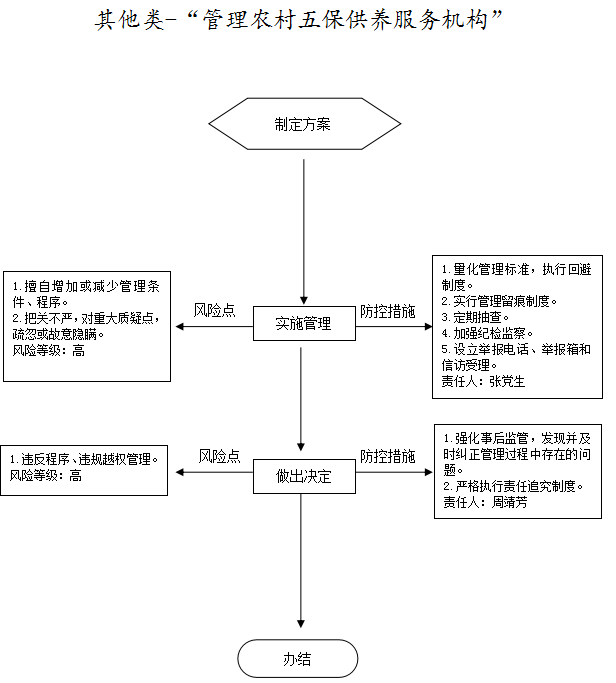 其他类-“管理农村五保供养服务机构”
制定方案
1.擅自增加或减少管理条
件、程序。
2.把关不严,对重大质疑点,
疏忽或故意隐瞒。
风险等级：高
风险点
实施管理
防控措施
1.量化管理标准，执行回避
制度。
2.实行管理留痕制度。
3.定期抽查。
4.加强纪检监察。
5.设立举报电话、举报箱和
信访受理。
责任人：张党生
1.违反程序、违规越权管理。
风险等级：高
风险点
做出决定
防控措施
1.强化事后监管，发现并及
时纠正管理过程中存在的问
题。
2.严格执行责任追究制度。
责任人：周靖芳
办结